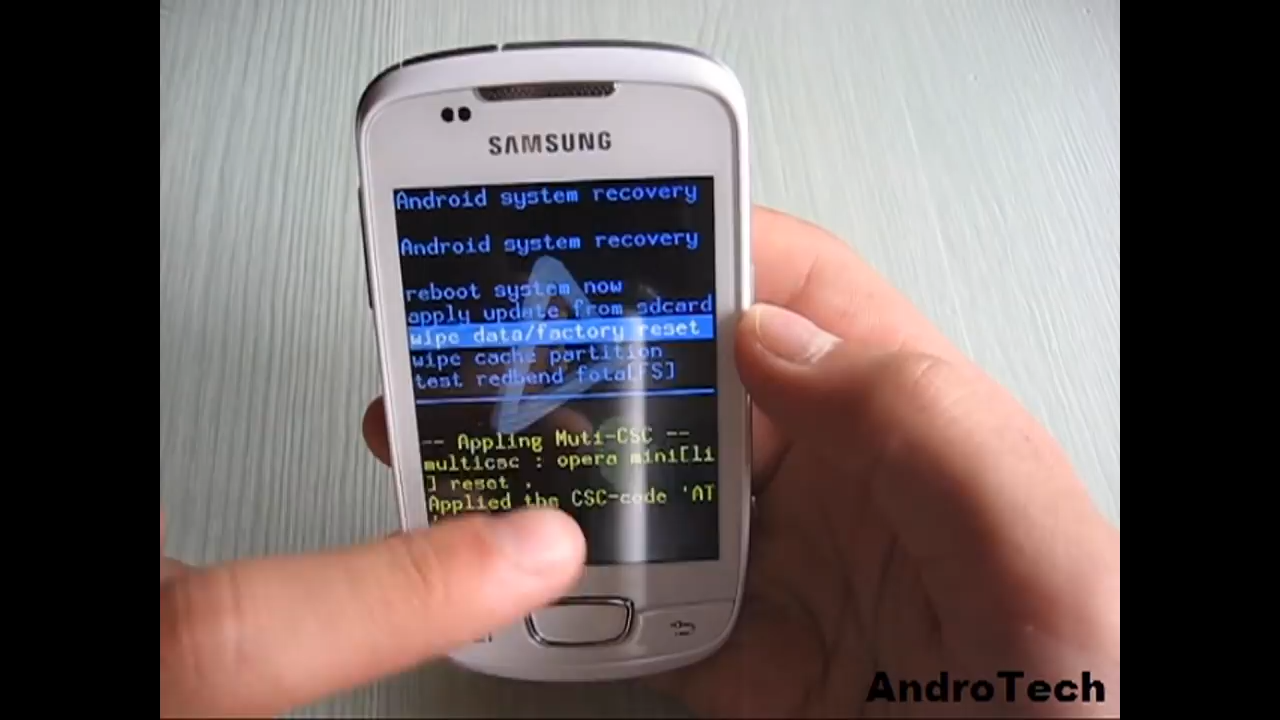 SAMSUNG
Android system recovery
Android system recovery
reboot system now
apply update from sdcard
wipe data/factory reset
wipe cache partition
test redbend fota[FS]
-- Appling Muti-CSC --
multicsc : opera mini[li
] reset .
Applied the CSC-code 'AT
AndroTech